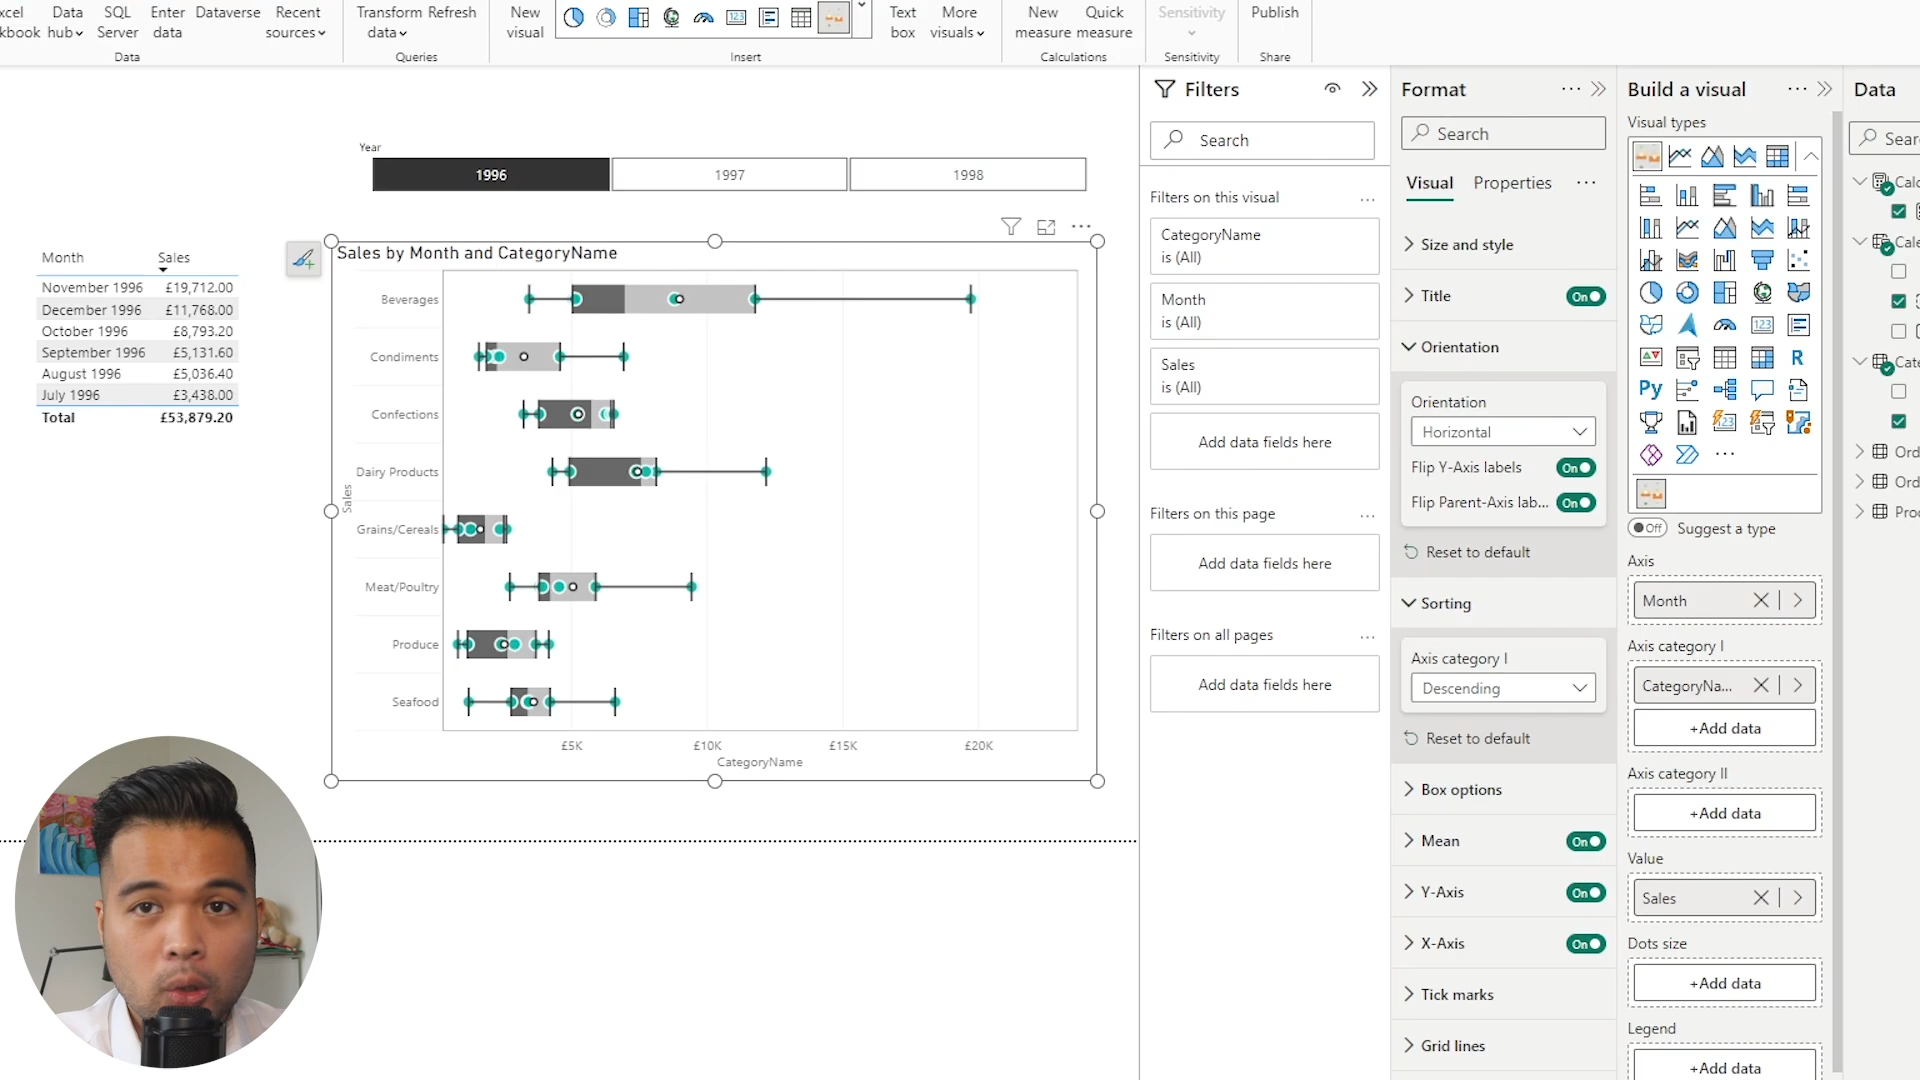 xcel
kbook
Data
hub
SQL
Server
Enter
data
Dataverse
Recent
sources
Data
Transform
data
Refresh
Queries
New
visual
Insert
Text
box
More
visuals
New
measure
Quick
measure
Calculations
Sensitivity
Sensitivity
Publish
Share
Year
1996
1997
1998
Month Sales
November 1996 £19,712.00
December 1996 £11,768.00
October 1996 £8,793.20
September 1996 £5,131.60
August 1996 £5,036.40
July 1996 £3,438.00
Total £53,879.20
Sales by Month and CategoryName
Beverages
Condiments
Confections
Dairy Products
Grains/Cereals
Meat/Poultry
Produce
Seafood
Sales
£5K £10K £15K £20K
CategoryName
Filters
Search
Filters on this visual
CategoryName
is (All)
Month
is (All)
Sales
is (All)
Add data fields here
Filters on this page
Add data fields here
Filters on all pages
Add data fields here
Format
Search
Visual Properties
Size and style
Title On
Orientation
Orientation
Horizontal
Flip Y-Axis labels On
Flip Parent-Axis lab... On
Reset to default
Sorting
Axis category I
Descending
Reset to default
Box options
Mean On
Y-Axis On
X-Axis On
Tick marks
Grid lines
Build a visual
Visual types
123
R
Py
123
Off Suggest a type
Axis
Month
Axis category I
CategoryNa...
+Add data
Axis category II
+Add data
Value
Sales
Dots size
+Add data
Legend
+Add data
Data
Sear
Calc
Cale
Cate
Ord
Ord
Proc